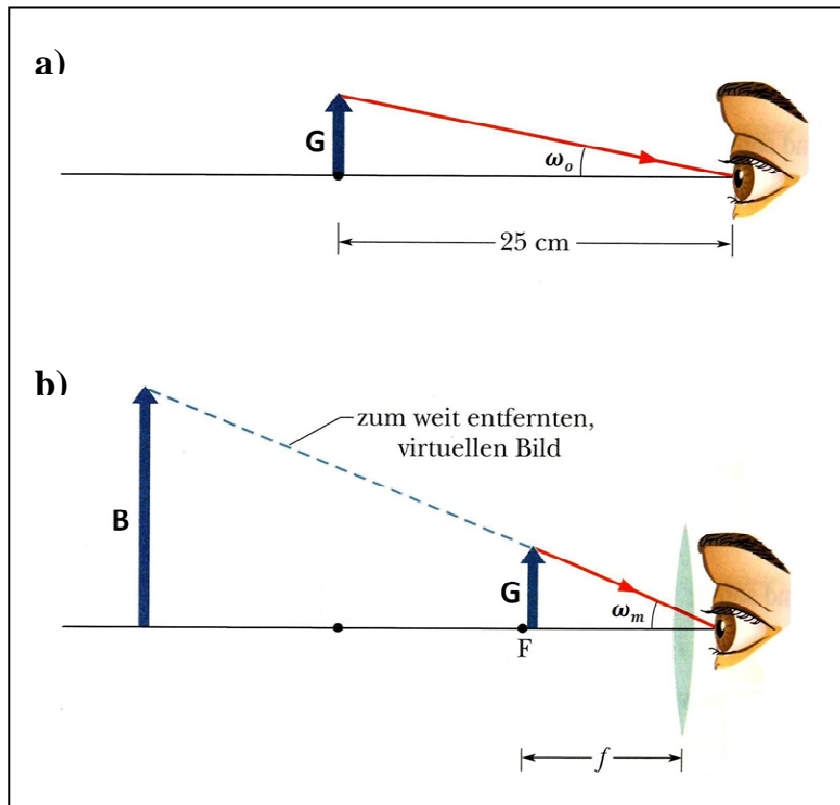 a)
G
ω₀
25 cm
b)
zum weit entfernten,
virtuellen Bild
B
G
ωₘ
F
f